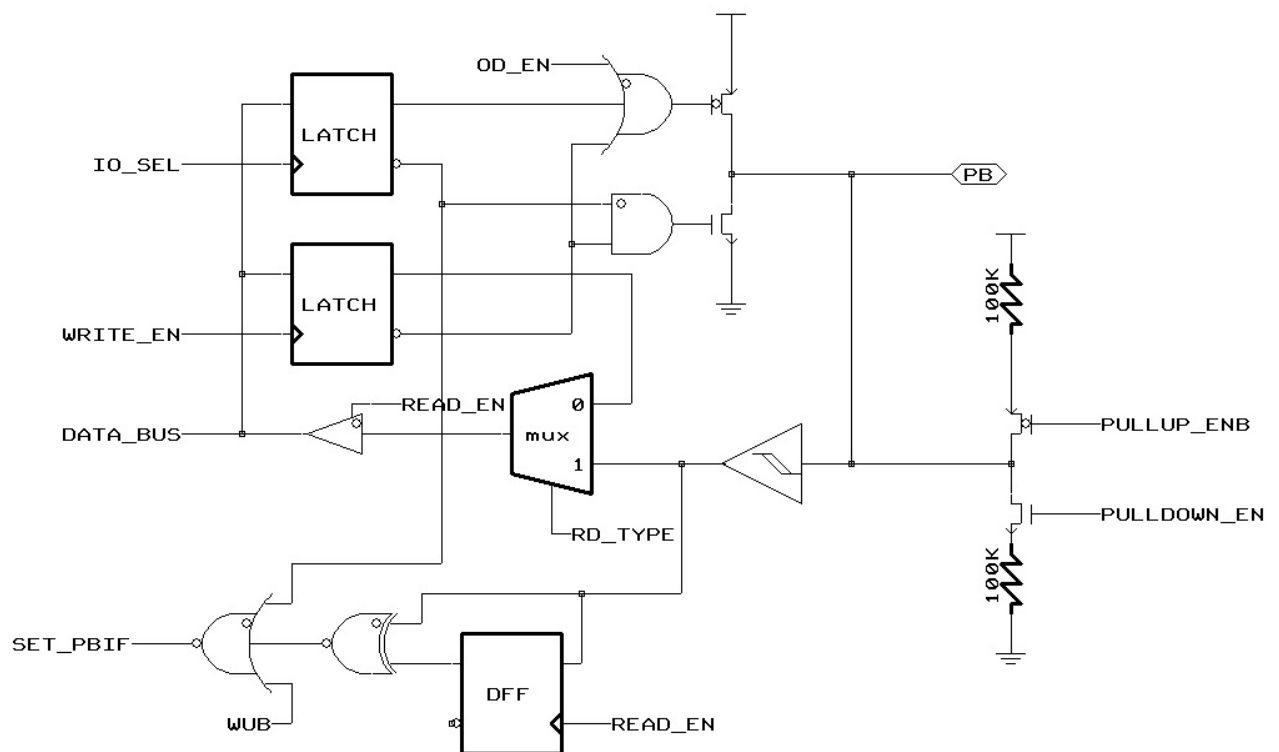 OD_EN
LATCH
IO_SEL
PB
LATCH
100K
WRITE_EN
READ_EN
0
DATA_BUS
mux
PULLUP_ENB
1
PULLDOWN_EN
RD_TYPE
100K
SET_PBIF
DFF
WUB
READ_EN